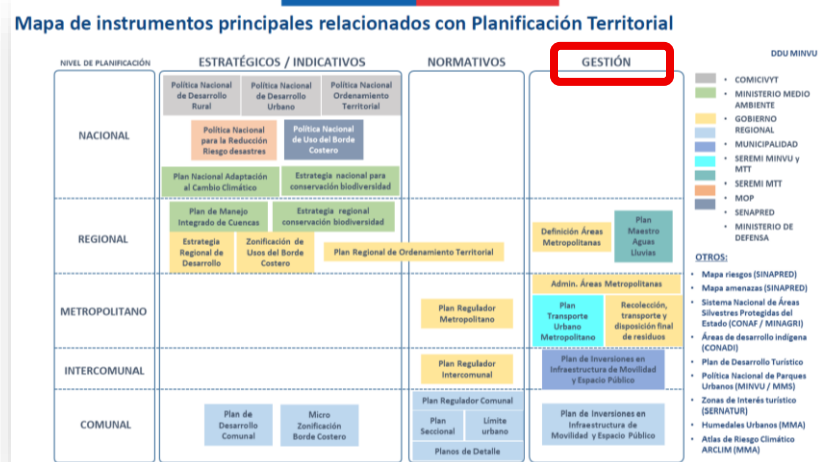 Mapa de instrumentos principales relacionados con Planificación Territorial
DDU MINVU
NIVEL DE PLANIFICACIÓN
ESTRATÉGICOS / INDICATIVOS
NORMATIVOS
GESTIÓN
NACIONAL
Política Nacional
de Desarrollo
Rural
Política Nacional
de Desarrollo
Urbano
Política Nacional
Ordenamiento
Territorial
Política Nacional
para la Reducción
Riesgo desastres
Política Nacional
de Uso del Borde
Costero
Plan Nacional Adaptación
al Cambio Climático
Estrategia nacional para
conservación biodiversidad
REGIONAL
Plan de Manejo
Integrado de Cuencas
Estrategia regional
conservación biodiversidad
Estrategia
Regional de
Desarrollo
Zonificación de
Usos del Borde
Costero
Plan Regional de Ordenamiento Territorial
Definición Áreas
Metropolitanas
Plan
Maestro
Aguas
Lluvias
METROPOLITANO
Plan Regulador
Metropolitano
Admin. Áreas Metropolitanas
Plan
Transporte
Urbano
Metropolitano
Recolección,
transporte y
disposición final
de residuos
INTERCOMUNAL
Plan Regulador
Intercomunal
Plan de Inversiones en
Infraestructura de Movilidad
y Espacio Público
COMUNAL
Plan de
Desarrollo
Comunal
Micro
Zonificación
Borde Costero
Plan Regulador Comunal
Plan
Seccional
Límite
urbano
Planos de Detalle
Plan de Inversiones en
Infraestructura de
Movilidad y Espacio Público
• COMICIVYT
• MINISTERIO MEDIO
AMBIENTE
• GOBIERNO
REGIONAL
• MUNICIPALIDAD
• SEREMI MINVU y
MTT
• SEREMI MTT
• MOP
• SENAPRED
• MINISTERIO DE
DEFENSA
OTROS:
• Mapa riesgos (SINAPRED)
• Mapa amenazas (SINAPRED)
• Sistema Nacional de Áreas
Silvestres Protegidas del
Estado (CONAF / MINAGRI)
• Áreas de desarrollo indígena
(CONADI)
• Plan de Desarrollo Turístico
• Política Nacional de Parques
Urbanos (MINVU / MMS)
• Zonas de Interés turístico
(SERNATUR)
• Humedales Urbanos (MMA)
• Atlas de Riesgo Climático
ARCLIM (MMA)